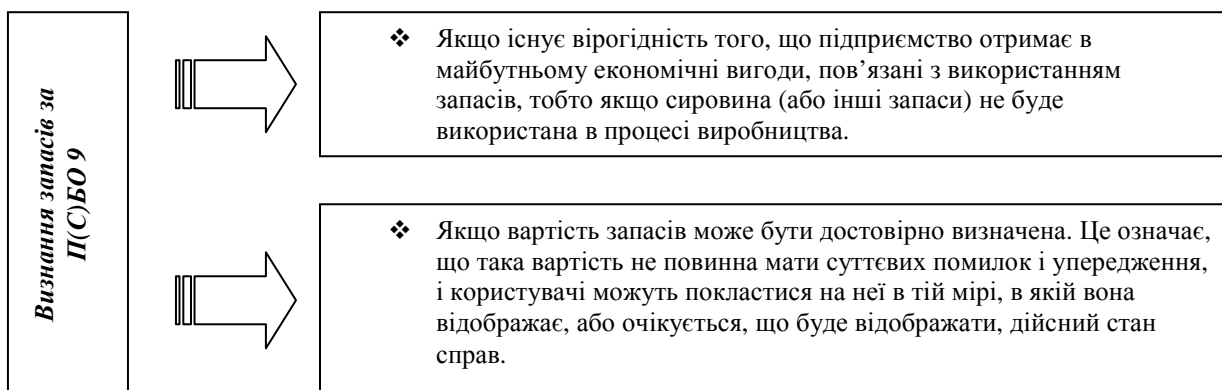 Визнання запасів за
П(С)БО 9
❖ Якщо існує вірогідність того, що підприємство отримає в
майбутньому економічні вигоди, пов’язані з використанням
запасів, тобто якщо сировина (або інші запаси) не буде
використана в процесі виробництва.
❖ Якщо вартість запасів може бути достовірно визначена. Це означає,
що така вартість не повинна мати суттєвих помилок і упередження,
і користувачі можуть покластися на неї в тій мірі, в якій вона
відображає, або очікується, що буде відображати, дійсний стан
справ.